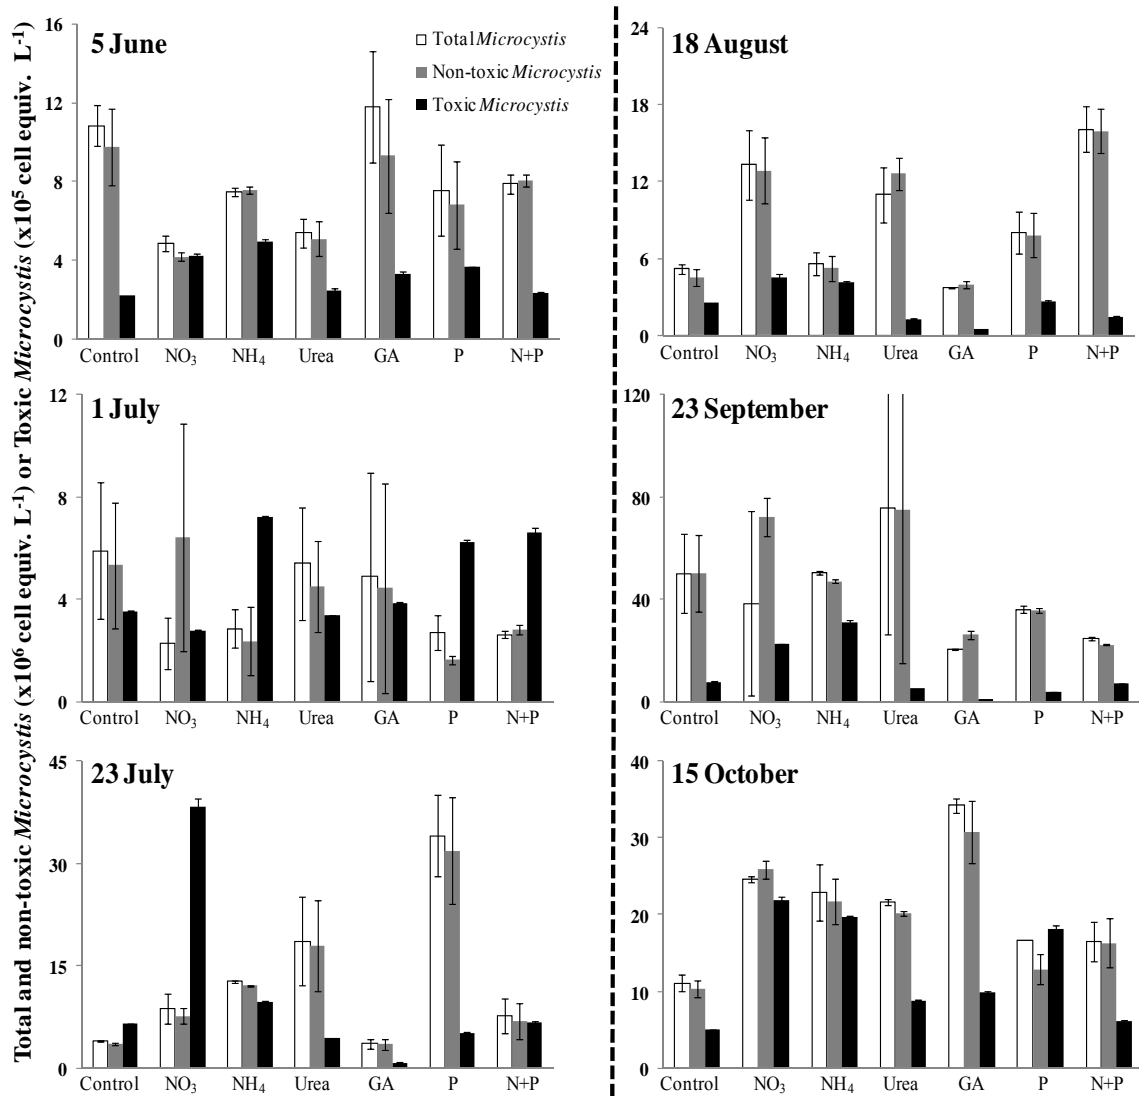 Total and non-toxic Microcystis (x10⁶ cell equiv. L⁻¹) or Toxic Microcystis (x10⁵ cell equiv. L⁻¹)
5 June
Total Microcystis
Non-toxic Microcystis
Toxic Microcystis
16
12
8
4
0
Control NO₃ NH₄ Urea GA P N+P
18 August
24
18
12
6
0
Control NO₃ NH₄ Urea GA P N+P
1 July
12
8
4
0
Control NO₃ NH₄ Urea GA P N+P
23 September
120
80
40
0
Control NO₃ NH₄ Urea GA P N+P
23 July
45
30
15
0
Control NO₃ NH₄ Urea GA P N+P
15 October
40
30
20
10
0
Control NO₃ NH₄ Urea GA P N+P